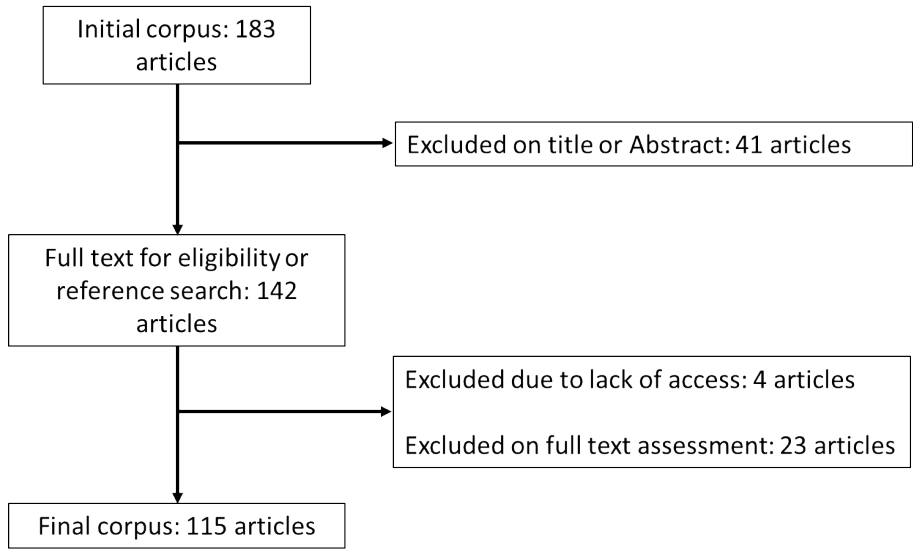 Initial corpus: 183
articles
Excluded on title or Abstract: 41 articles
Full text for eligibility or
reference search: 142
articles
Excluded due to lack of access: 4 articles
Excluded on full text assessment: 23 articles
Final corpus: 115 articles